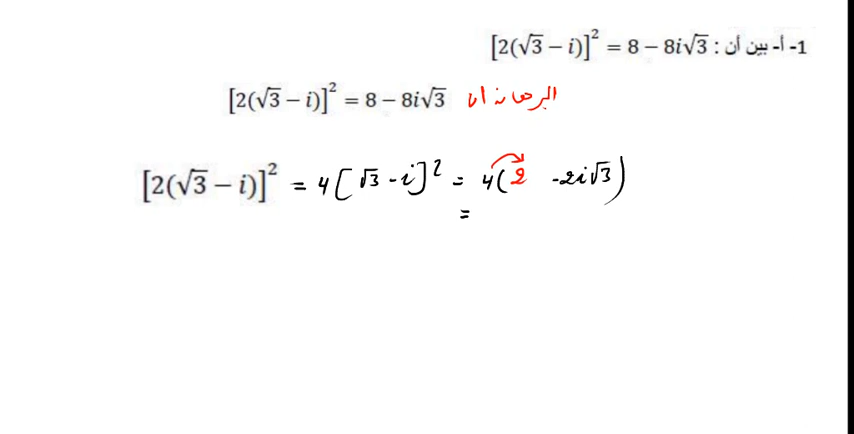 1- أ- بين أن : [2(√3 − i)]² = 8 − 8i√3
[2(√3 − i)]² = 8 − 8i√3 البرهان أن
[2(√3 − i)]² = 4[√3 - i]² = 4(2 -2i√3)
=